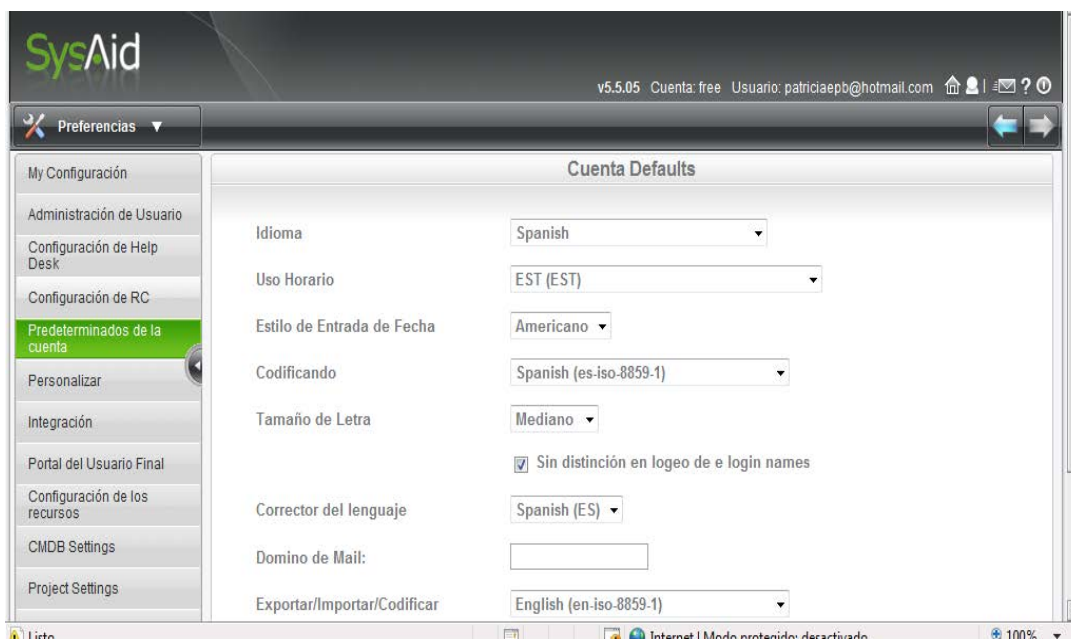 SysAid
v5.5.05 Cuenta: free Usuario: patriciaepb@hotmail.com
Preferencias
My Configuración
Administración de Usuario
Configuración de Help
Desk
Configuración de RC
Predeterminados de la
cuenta
Personalizar
Integración
Portal del Usuario Final
Configuración de los
recursos
CMDB Settings
Project Settings
Cuenta Defaults
Idioma Spanish
Uso Horario EST (EST)
Estilo de Entrada de Fecha Americano
Codificando Spanish (es-iso-8859-1)
Tamaño de Letra Mediano
Sin distinción en logeo de e login names
Corrector del lenguaje Spanish (ES)
Domino de Mail:
Exportar/Importar/Codificar English (en-iso-8859-1)
Listo Internet | Modo protegido: desactivado 100%